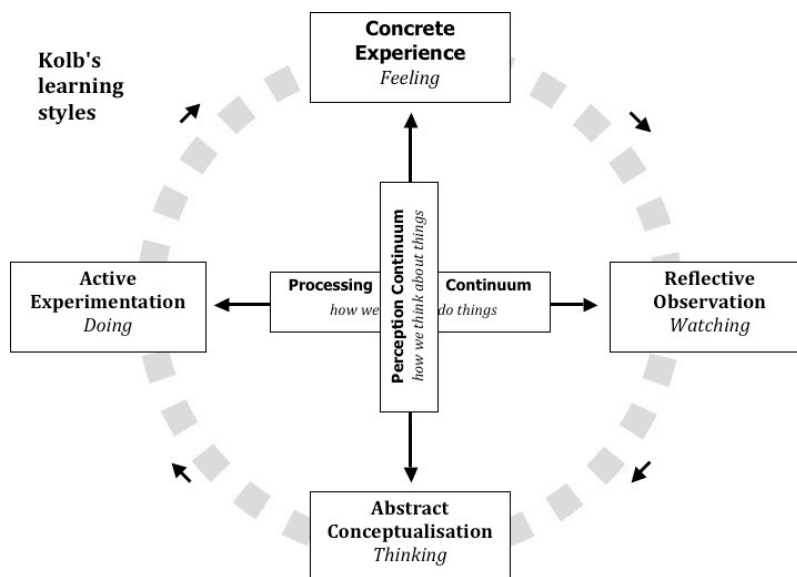 Kolb's
learning
styles
Concrete
Experience
Feeling
Active
Experimentation
Doing
Processing Continuum
how we do things
Perception Continuum
how we think about things
Reflective
Observation
Watching
Abstract
Conceptualisation
Thinking